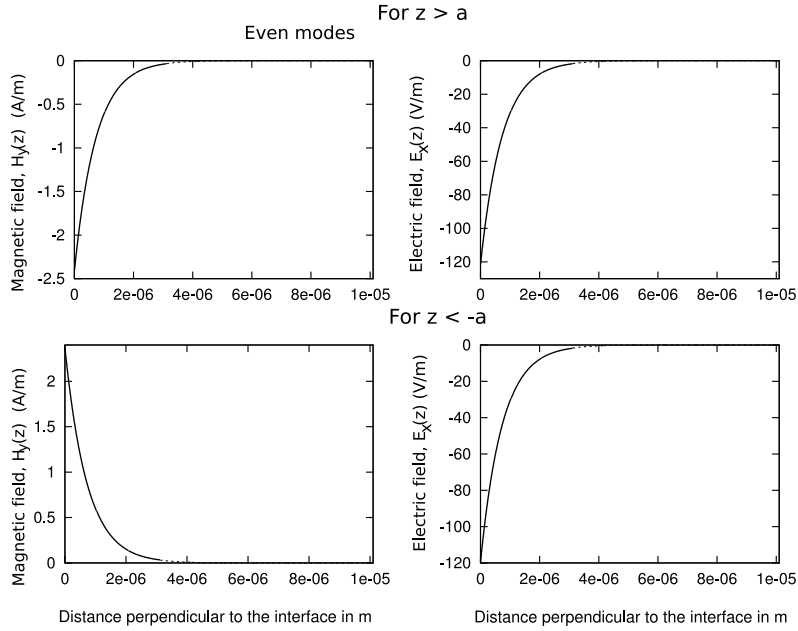 For z > a
Even modes
Magnetic field, Hy(z) (A/m)
0
-0.5
-1
-1.5
-2
-2.5
0 2e-06 4e-06 6e-06 8e-06 1e-05
Electric field, Ex(z) (V/m)
0
-20
-40
-60
-80
-100
-120
0 2e-06 4e-06 6e-06 8e-06 1e-05
For z < -a
Magnetic field, Hy(z) (A/m)
2
1.5
1
0.5
0
0 2e-06 4e-06 6e-06 8e-06 1e-05
Distance perpendicular to the interface in m
Electric field, Ex(z) (V/m)
0
-20
-40
-60
-80
-100
-120
0 2e-06 4e-06 6e-06 8e-06 1e-05
Distance perpendicular to the interface in m